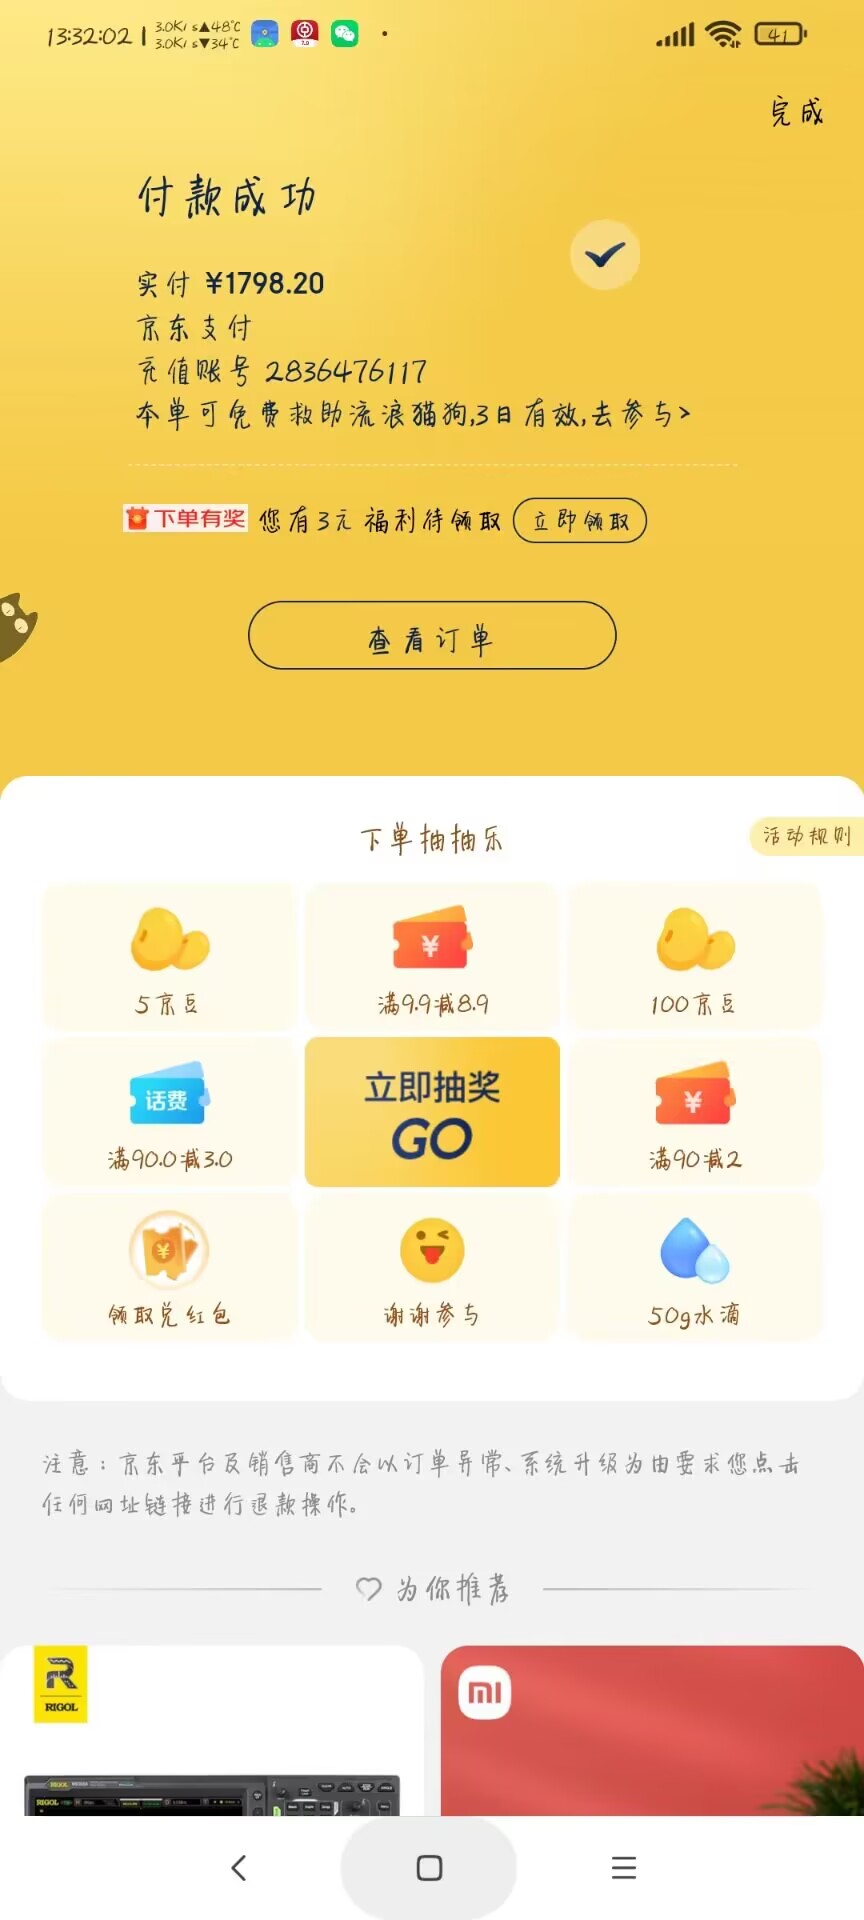 13:32:02 3.0K/s▲48℃
3.0K/s▼34℃
7.0
41
完成
付款成功
实付 ¥1798.20
京东支付
充值账号 2836476117
本单可免费救助流浪猫狗,3日有效,去参与>
下单有奖 您有3元 福利待领取 立即领取
查看订单
下单抽抽乐
活动规则
5京豆
满9.9减8.9
100京豆
话费
满90.0减3.0
立即抽奖
GO
¥
满90减2
领取兑红包
谢谢参与
50g水滴
注意：京东平台及销售商不会以订单异常、系统升级为由要求您点击
任何网址链接进行退款操作。
为你推荐
R
RIGOL
mi
RIGOL